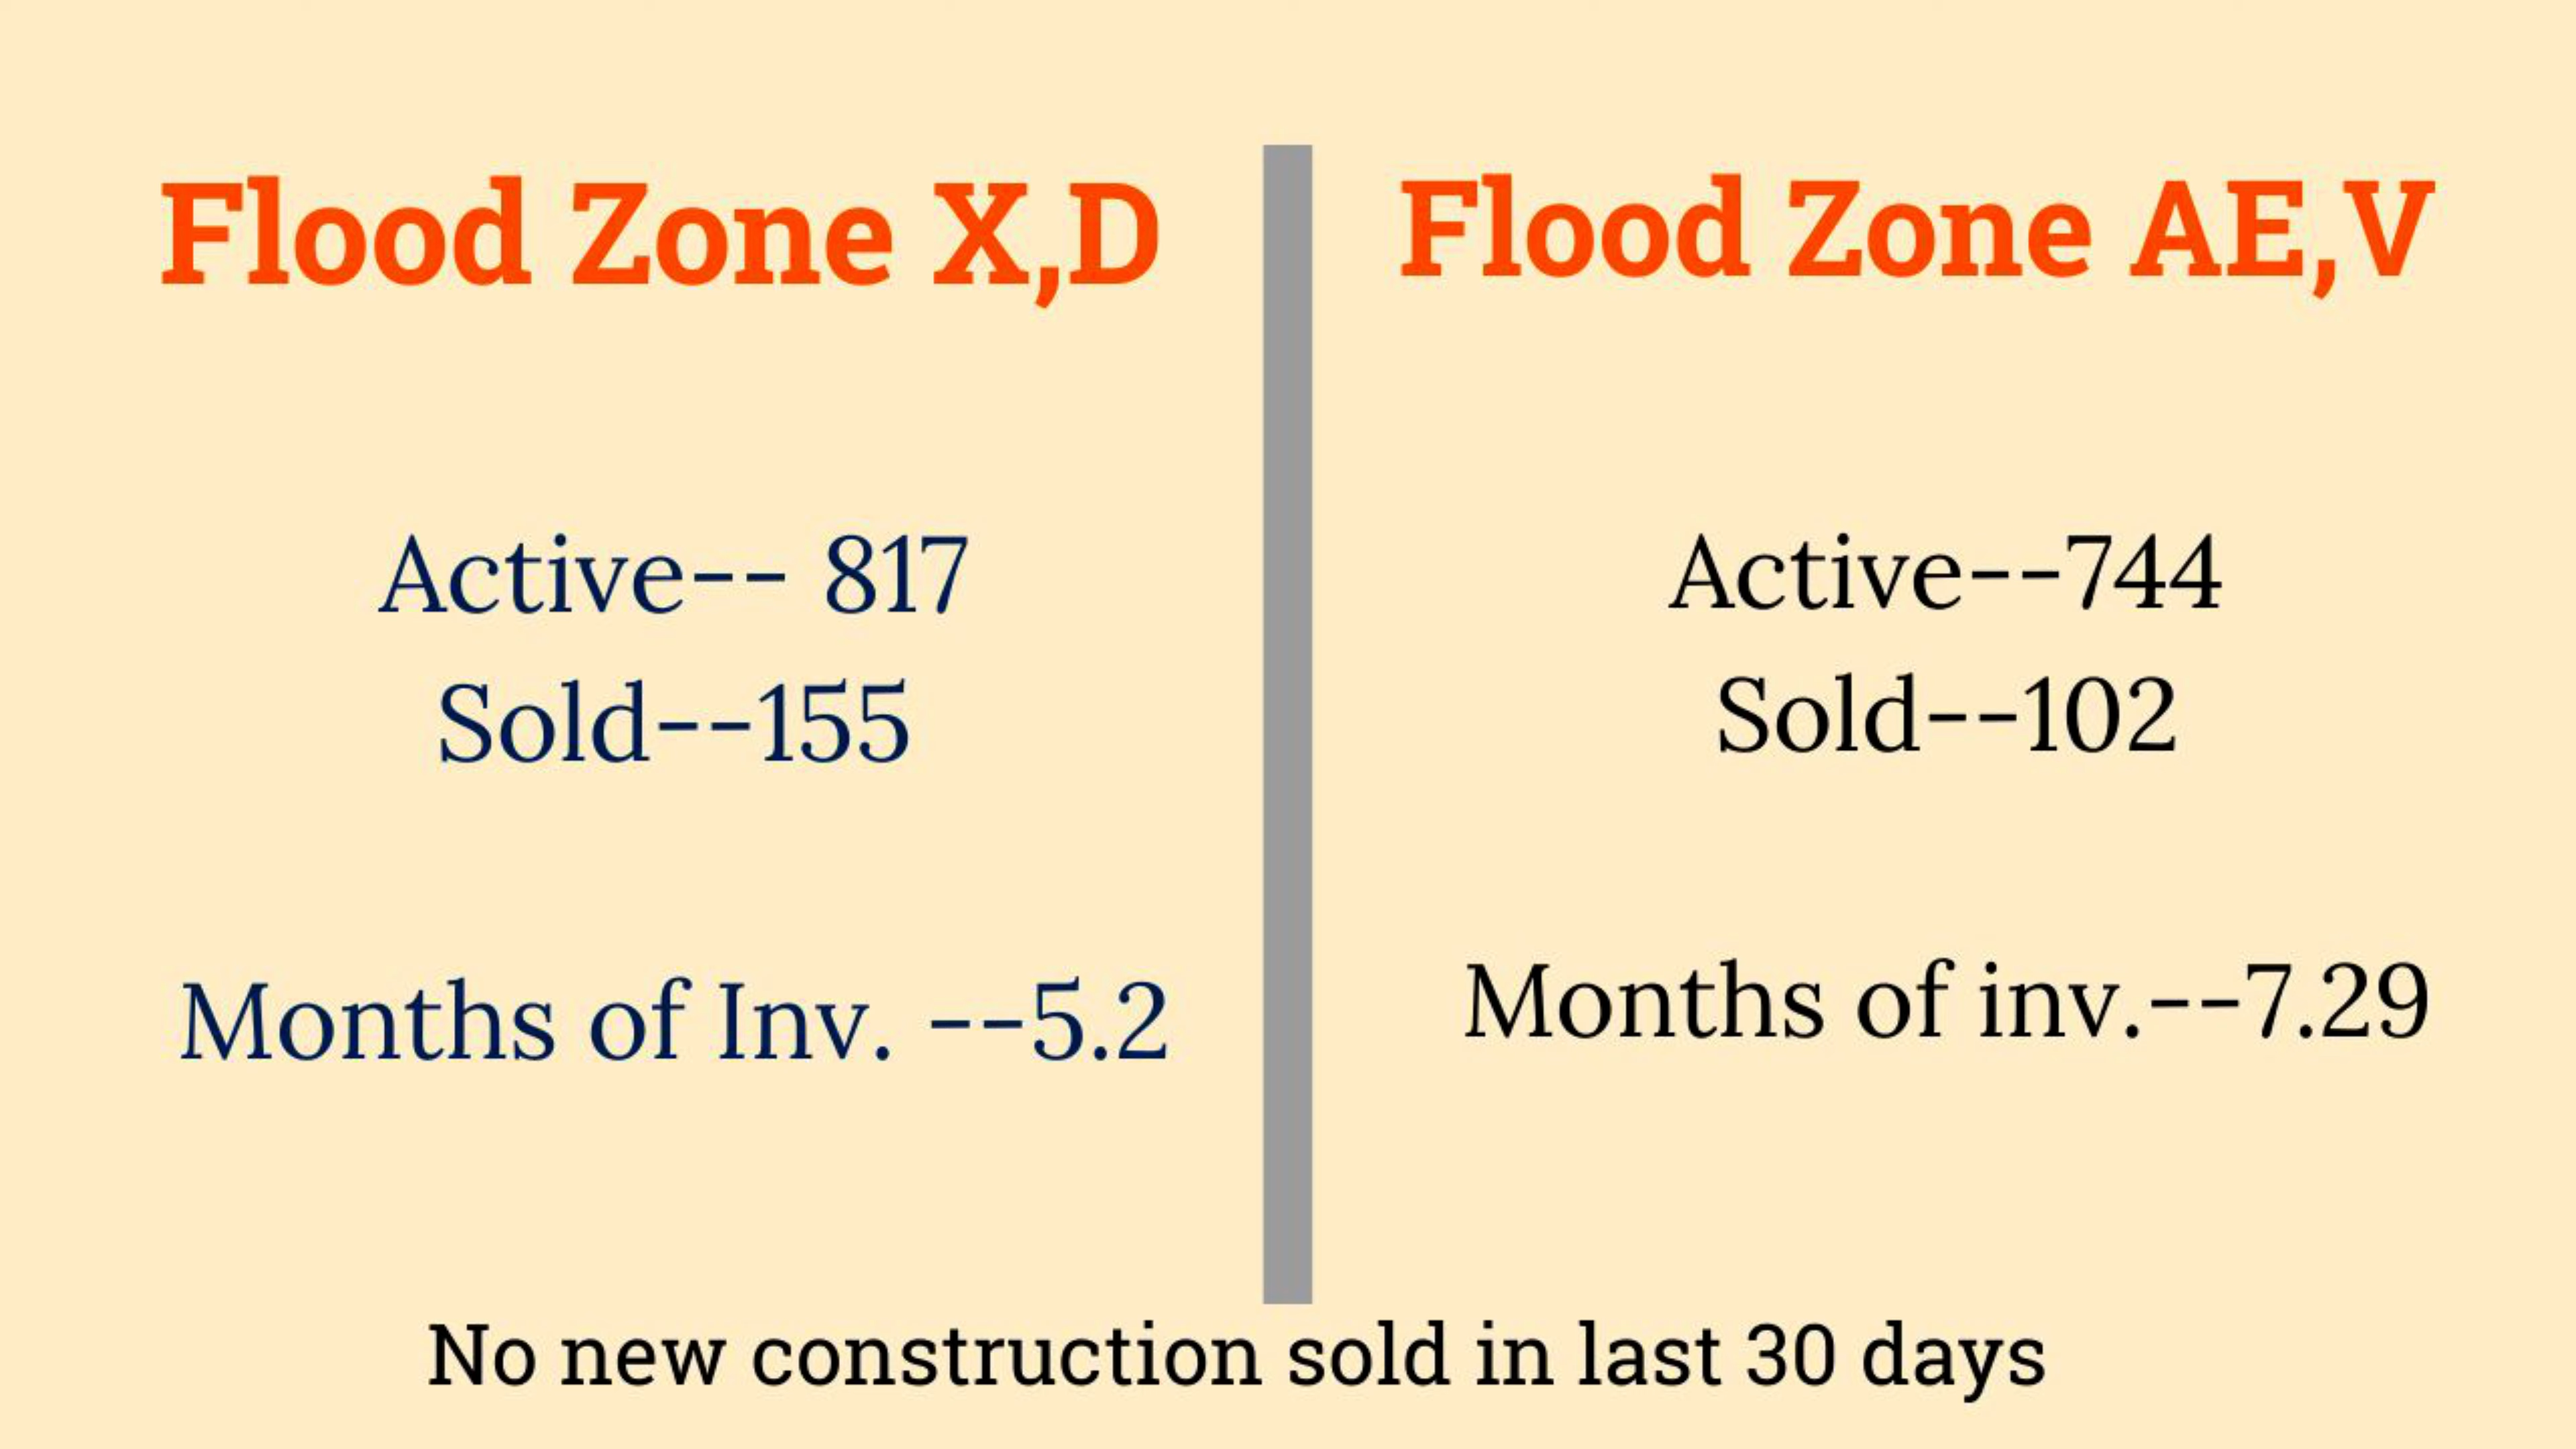 Flood Zone X,D
Active-- 817
Sold--155
Months of Inv. --5.2
Flood Zone AE,V
Active--744
Sold--102
Months of inv.--7.29
No new construction sold in last 30 days